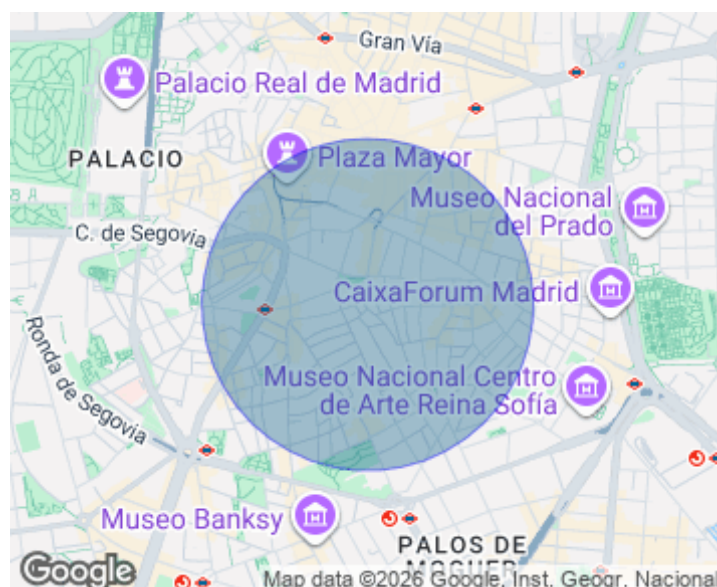 Gran Vía
Palacio Real de Madrid
PALACIO
Plaza Mayor
Museo Nacional
del Prado
C. de Segovia
CaixaForum Madrid
Ronda de Segovia
Museo Nacional Centro
de Arte Reina Sofía
Museo Banksy
PALOS DE
MOGUER
Google
Map data ©2026 Google, Inst. Geogr. Nacional